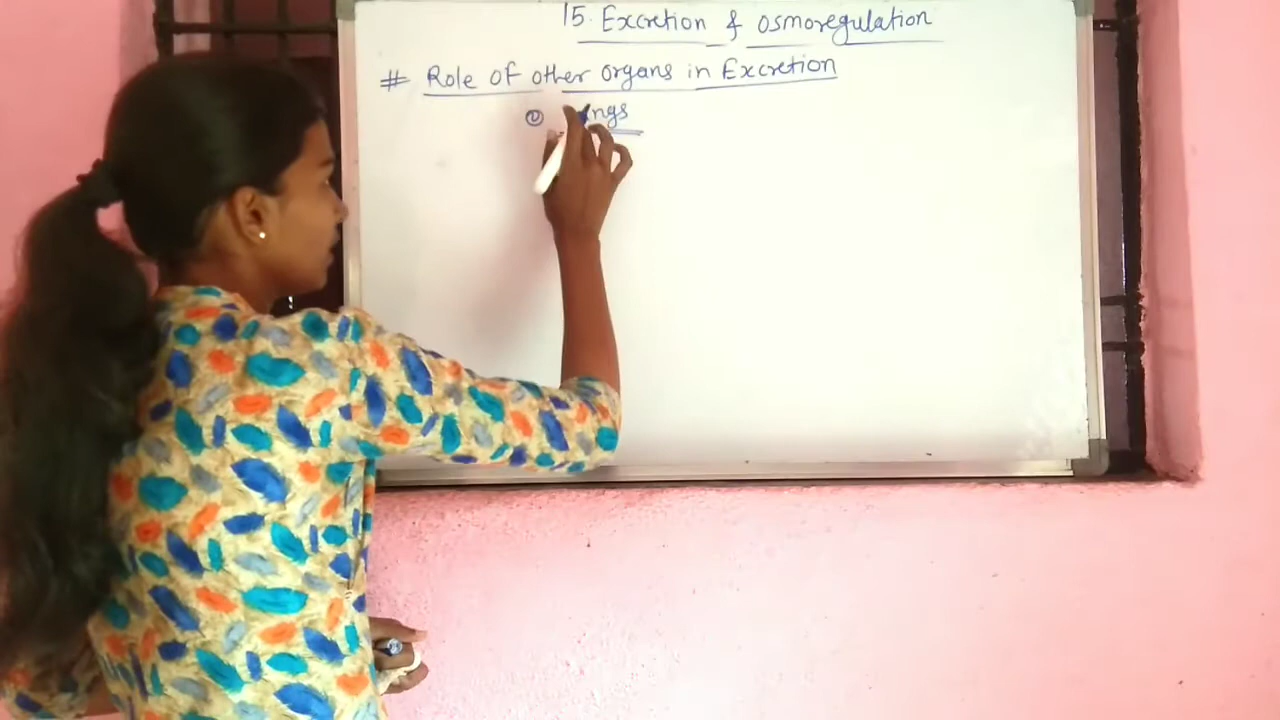 15. Excretion & osmoregulation
# Role of other organs in Excretion